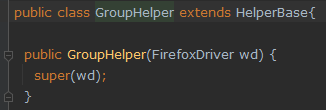 public class GroupHelper extends HelperBase{
public GroupHelper(FirefoxDriver wd) {
super(wd);
}